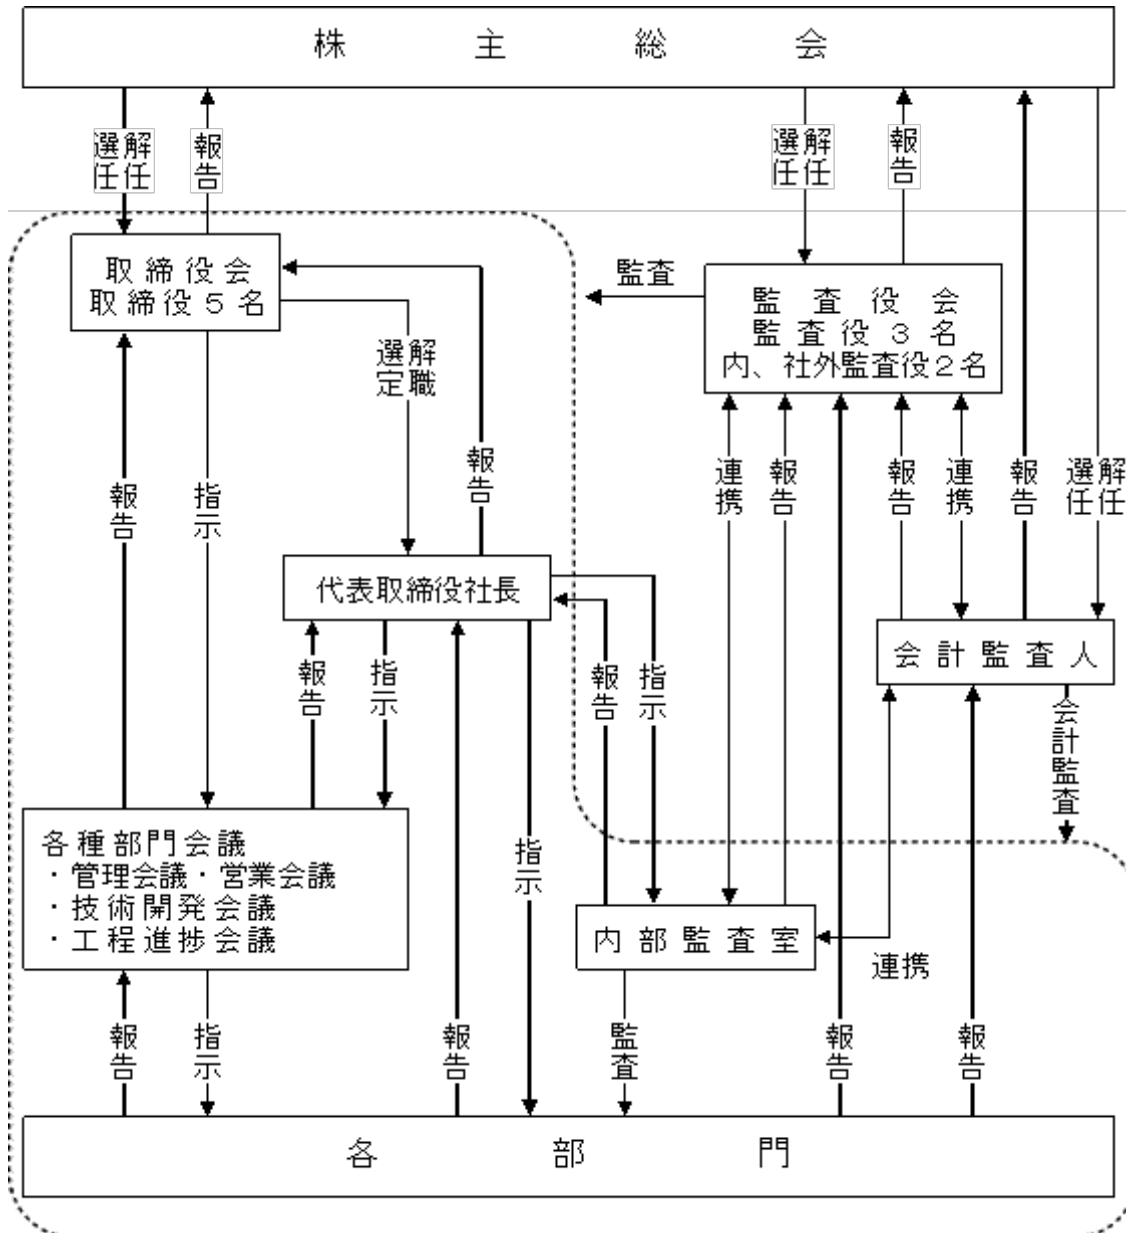 株主総会
選任
解任
報告
選任
解任
報告
取締役会
取締役５名
監査
監査役会
監査役３名
内、社外監査役２名
選定
解職
報告
報告
指示
連携
報告
報告
連携
報告
選任
解任
代表取締役社長
会計監査人
報告
指示
報告
指示
会計監査
各種部門会議
・管理会議・営業会議
・技術開発会議
・工程進捗会議
指示
内部監査室
連携
報告
指示
報告
監査
報告
報告
各部門